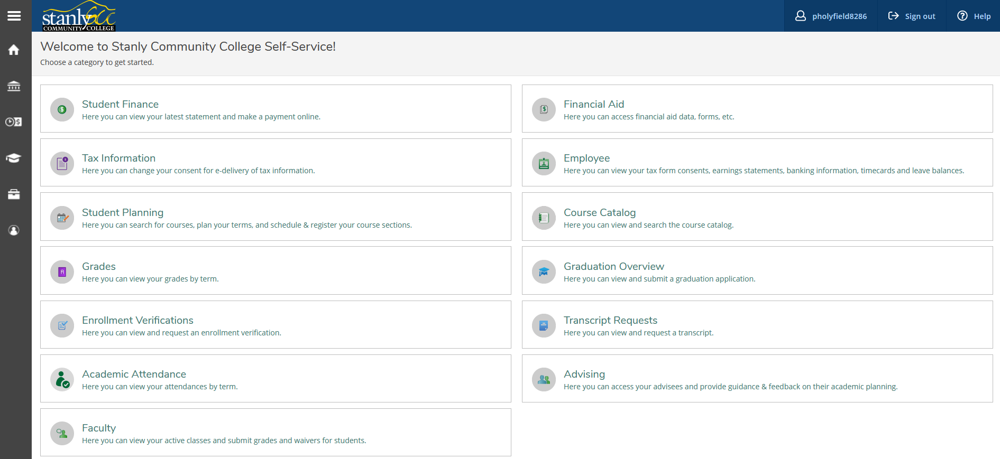 stanly SCC
COMMUNITY COLLEGE
pholyfield8286
Sign out
Help
Welcome to Stanly Community College Self-Service!
Choose a category to get started.
Student Finance
Here you can view your latest statement and make a payment online.
Financial Aid
Here you can access financial aid data, forms, etc.
Tax Information
Here you can change your consent for e-delivery of tax information.
Employee
Here you can view your tax form consents, earnings statements, banking information, timecards and leave balances.
Student Planning
Here you can search for courses, plan your terms, and schedule & register your course sections.
Course Catalog
Here you can view and search the course catalog.
Grades
Here you can view your grades by term.
Graduation Overview
Here you can view and submit a graduation application.
Enrollment Verifications
Here you can view and request an enrollment verification.
Transcript Requests
Here you can view and request a transcript.
Academic Attendance
Here you can view your attendances by term.
Advising
Here you can access your advisees and provide guidance & feedback on their academic planning.
Faculty
Here you can view your active classes and submit grades and waivers for students.